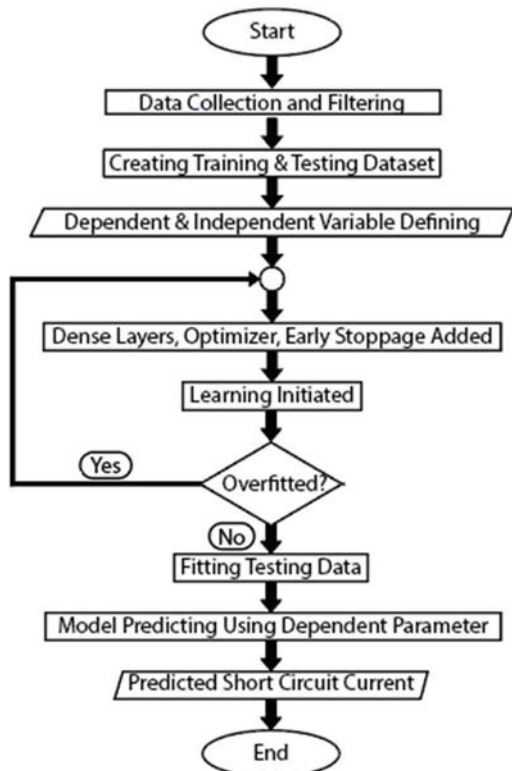 Start
Data Collection and Filtering
Creating Training & Testing Dataset
Dependent & Independent Variable Defining
Dense Layers, Optimizer, Early Stoppage Added
Learning Initiated
Yes
Overfitted?
No
Fitting Testing Data
Model Predicting Using Dependent Parameter
Predicted Short Circuit Current
End